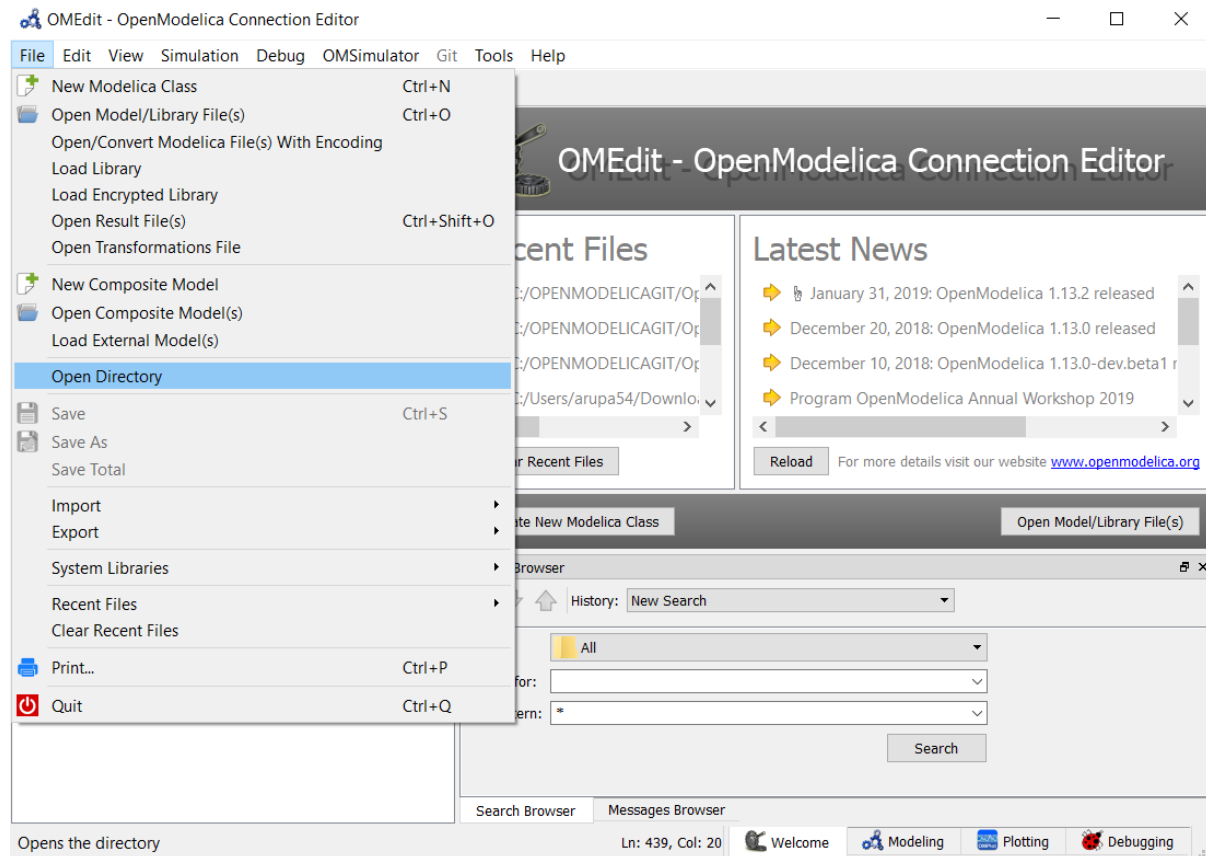 OMEdit - OpenModelica Connection Editor
File Edit View Simulation Debug OMSimulator Git Tools Help
New Modelica Class Ctrl+N
Open Model/Library File(s) Ctrl+O
Open/Convert Modelica File(s) With Encoding
Load Library
Load Encrypted Library
Open Result File(s) Ctrl+Shift+O
Open Transformations File
New Composite Model
Open Composite Model(s)
Load External Model(s)
Open Directory
Save Ctrl+S
Save As
Save Total
Import
Export
System Libraries
Recent Files
Clear Recent Files
Print... Ctrl+P
Quit Ctrl+Q
OMEdit - OpenModelica Connection Editor
cent Files
C:/OPENMODELICAGIT/Op
C:/OPENMODELICAGIT/Op
C:/OPENMODELICAGIT/Op
C:/Users/arupa54/Downloa
r Recent Files
Latest News
January 31, 2019: OpenModelica 1.13.2 released
December 20, 2018: OpenModelica 1.13.0 released
December 10, 2018: OpenModelica 1.13.0-dev.beta1 r
Program OpenModelica Annual Workshop 2019
Reload For more details visit our website www.openmodelica.org
ate New Modelica Class
Open Model/Library File(s)
Browser
History: New Search
All
for:
ern: *
Search
Search Browser Messages Browser
Opens the directory
Ln: 439, Col: 20 Welcome Modeling Plotting Debugging